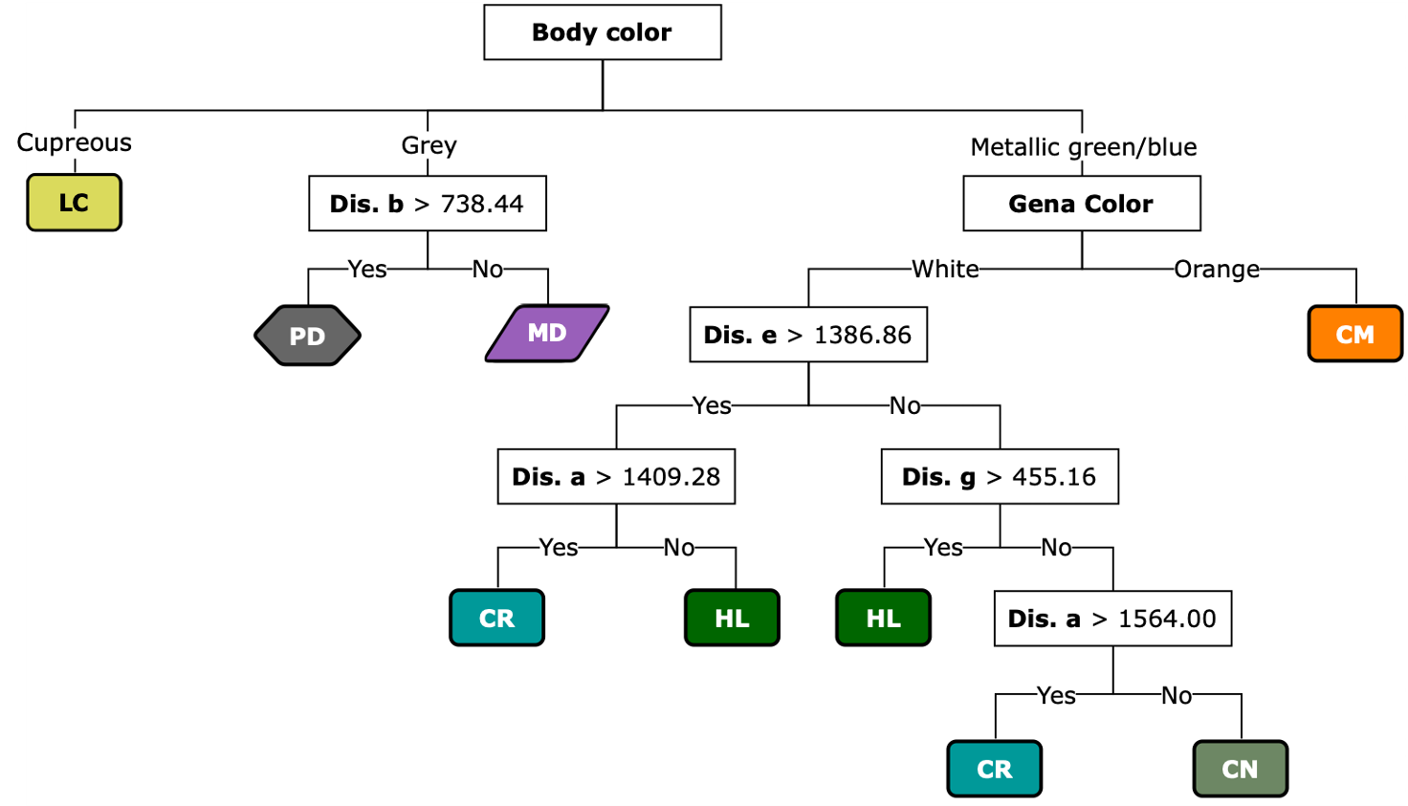 Body color
Cupreous
Grey
Metallic green/blue
LC
Dis. b > 738.44
Gena Color
Yes
No
White
Orange
PD
MD
Dis. e > 1386.86
CM
Yes
No
Dis. a > 1409.28
Dis. g > 455.16
Yes
No
Yes
No
CR
HL
HL
Dis. a > 1564.00
Yes
No
CR
CN